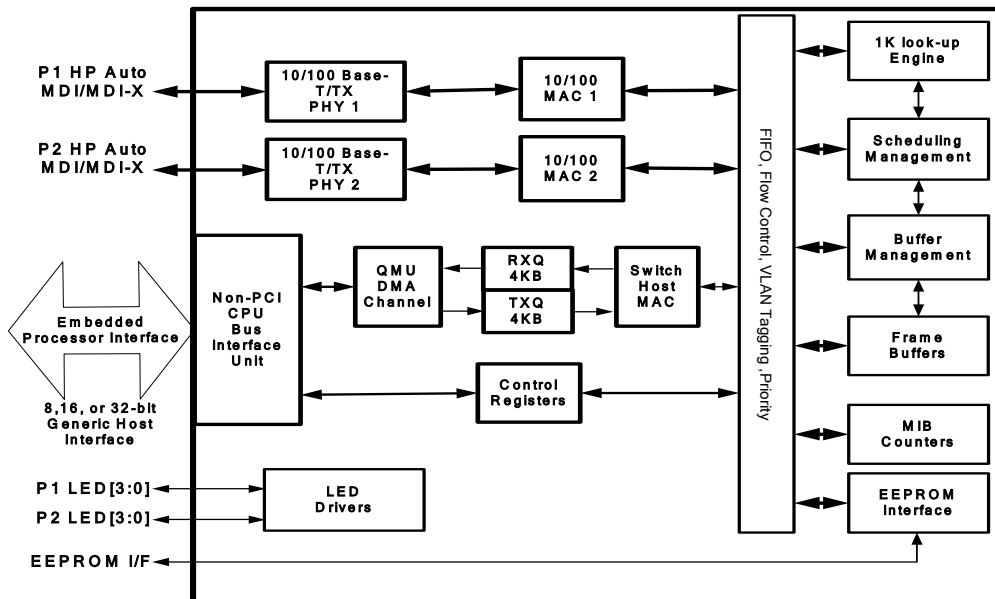 P1 HP Auto
MDI/MDI-X
10/100 Base-
T/TX
PHY 1
10/100
MAC 1
1K look-up
Engine
P2 HP Auto
MDI/MDI-X
10/100 Base-
T/TX
PHY 2
10/100
MAC 2
Scheduling
Management
FIFO, Flow Control, VLAN Tagging ,Priority
Non-PCI
CPU
Bus
Interface
Unit
QMU
DMA
Channel
RXQ
4KB
TXQ
4KB
Switch
Host
MAC
Buffer
Management
Embedded
Processor Interface
Frame
Buffers
8,16, or 32-bit
Generic Host
Interface
Control
Registers
MIB
Counters
P1 LED[3:0]
P2 LED[3:0]
LED
Drivers
EEPROM
Interface
EEPROM I/F